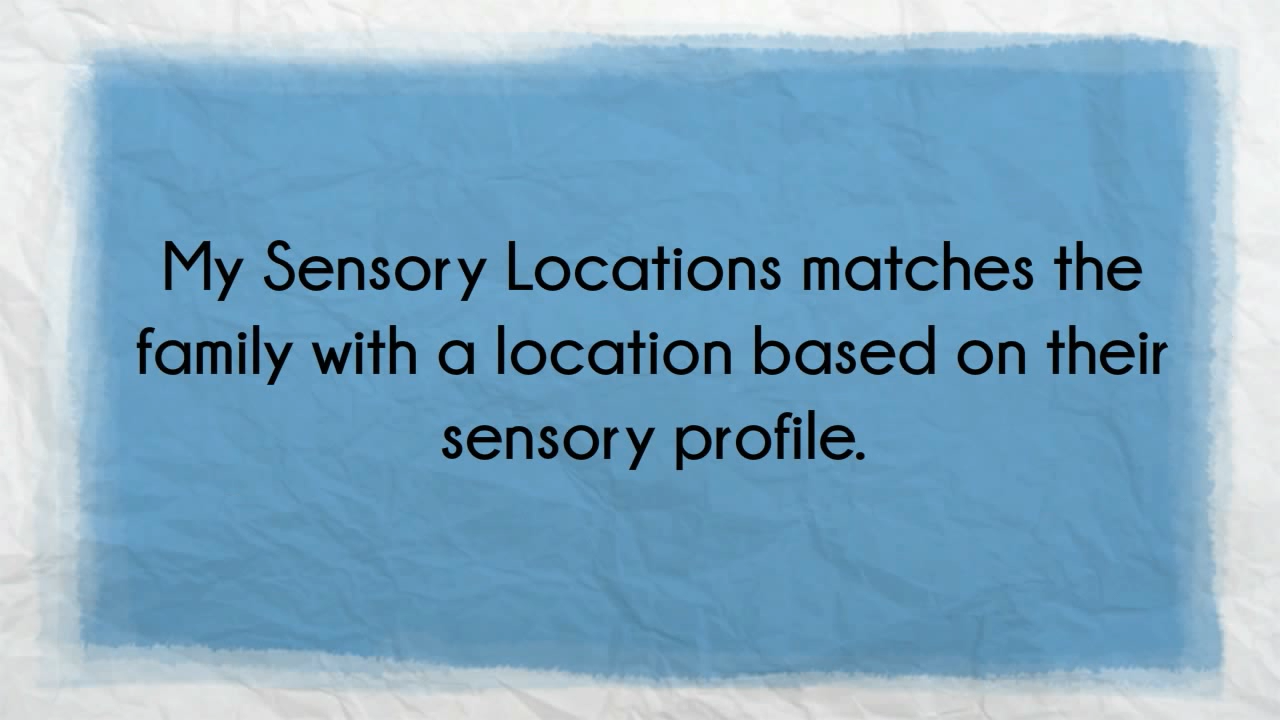 My Sensory Locations matches the
family with a location based on their
sensory profile.